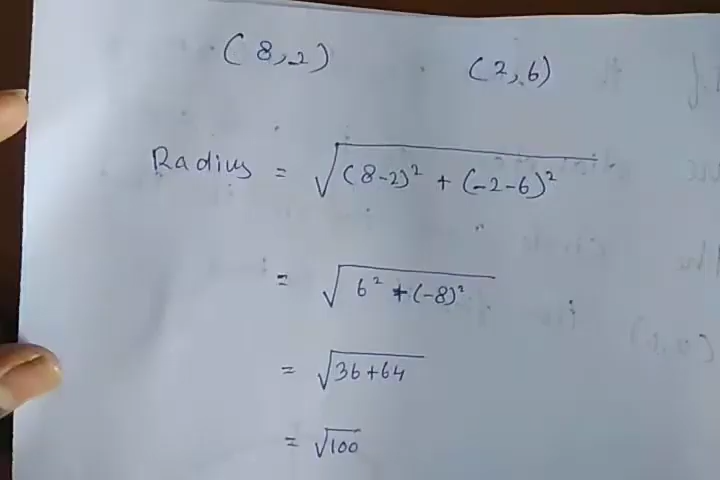 (8,2) (2,6)
Radius = √(8-2)² + (-2-6)²
= √6² + (-8)²
= √36+64
= √100